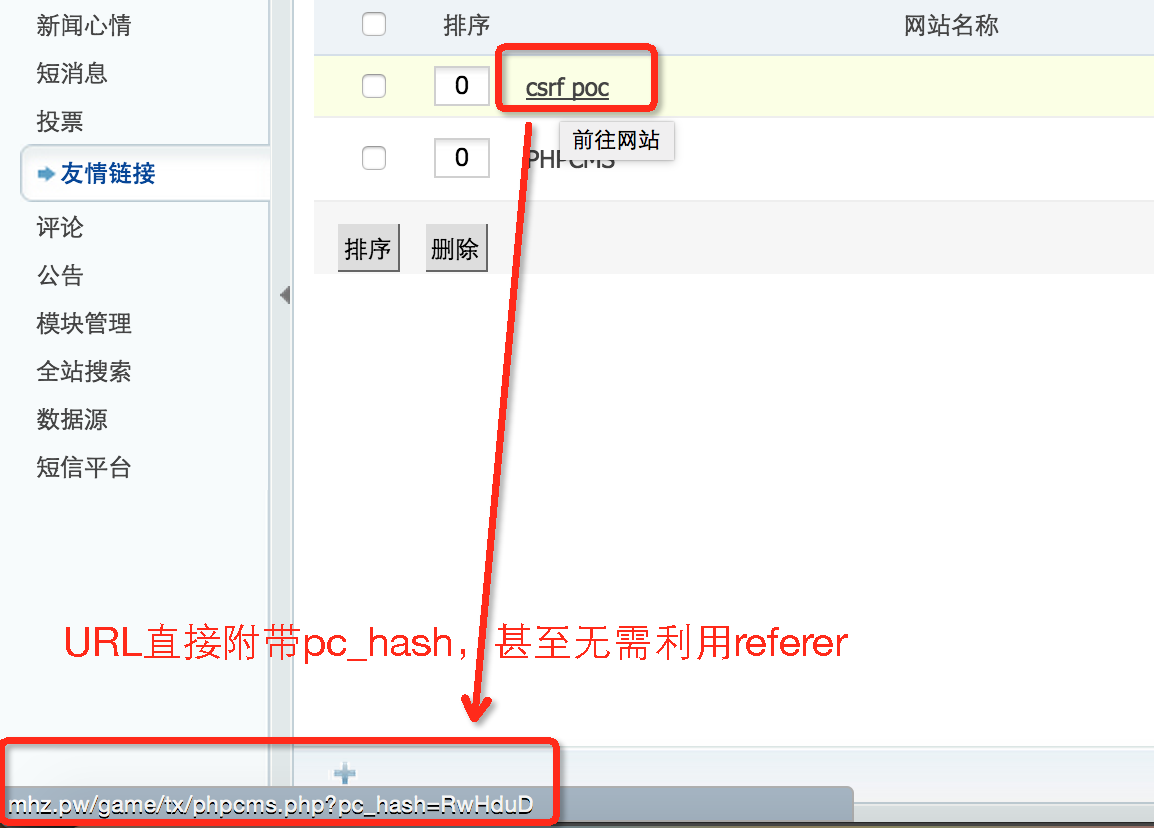 新闻心情
短消息
投票
友情链接
评论
公告
模块管理
全站搜索
数据源
短信平台
排序 网站名称
0 csrf poc
前往网站
0 PHPCMS
排序 删除
URL直接附带pc_hash，甚至无需利用referer
mhz.pw/game/tx/phpcms.php?pc_hash=RwHduD